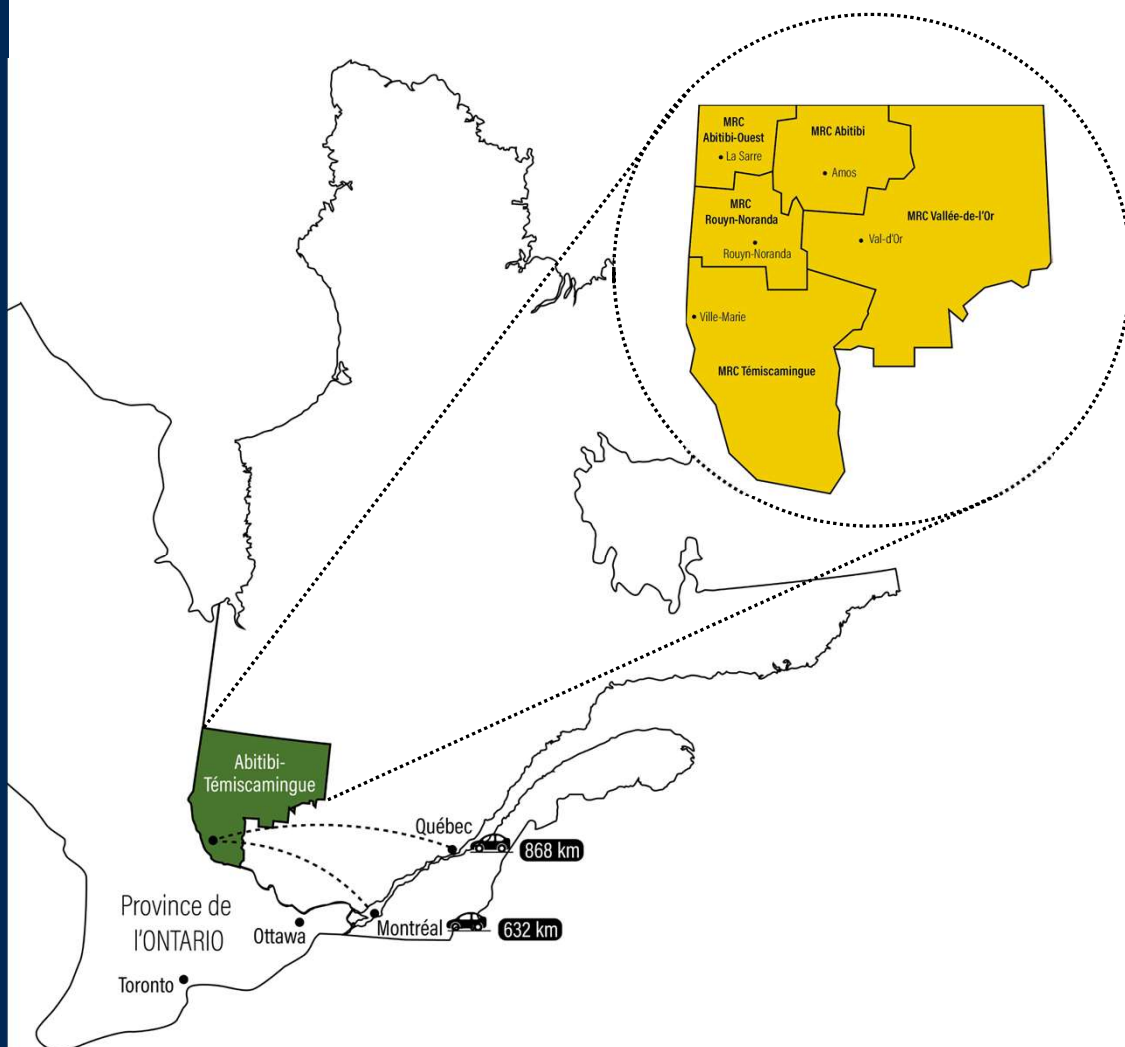 MRC
Abitibi-Ouest
La Sarre
MRC Abitibi
Amos
MRC
Rouyn-Noranda
Rouyn-Noranda
MRC Vallée-de-l'Or
Val-d'Or
Ville-Marie
MRC Témiscamingue
Abitibi-
Témiscamingue
Québec
868 km
Montréal
632 km
Ottawa
Province de
l'ONTARIO
Toronto